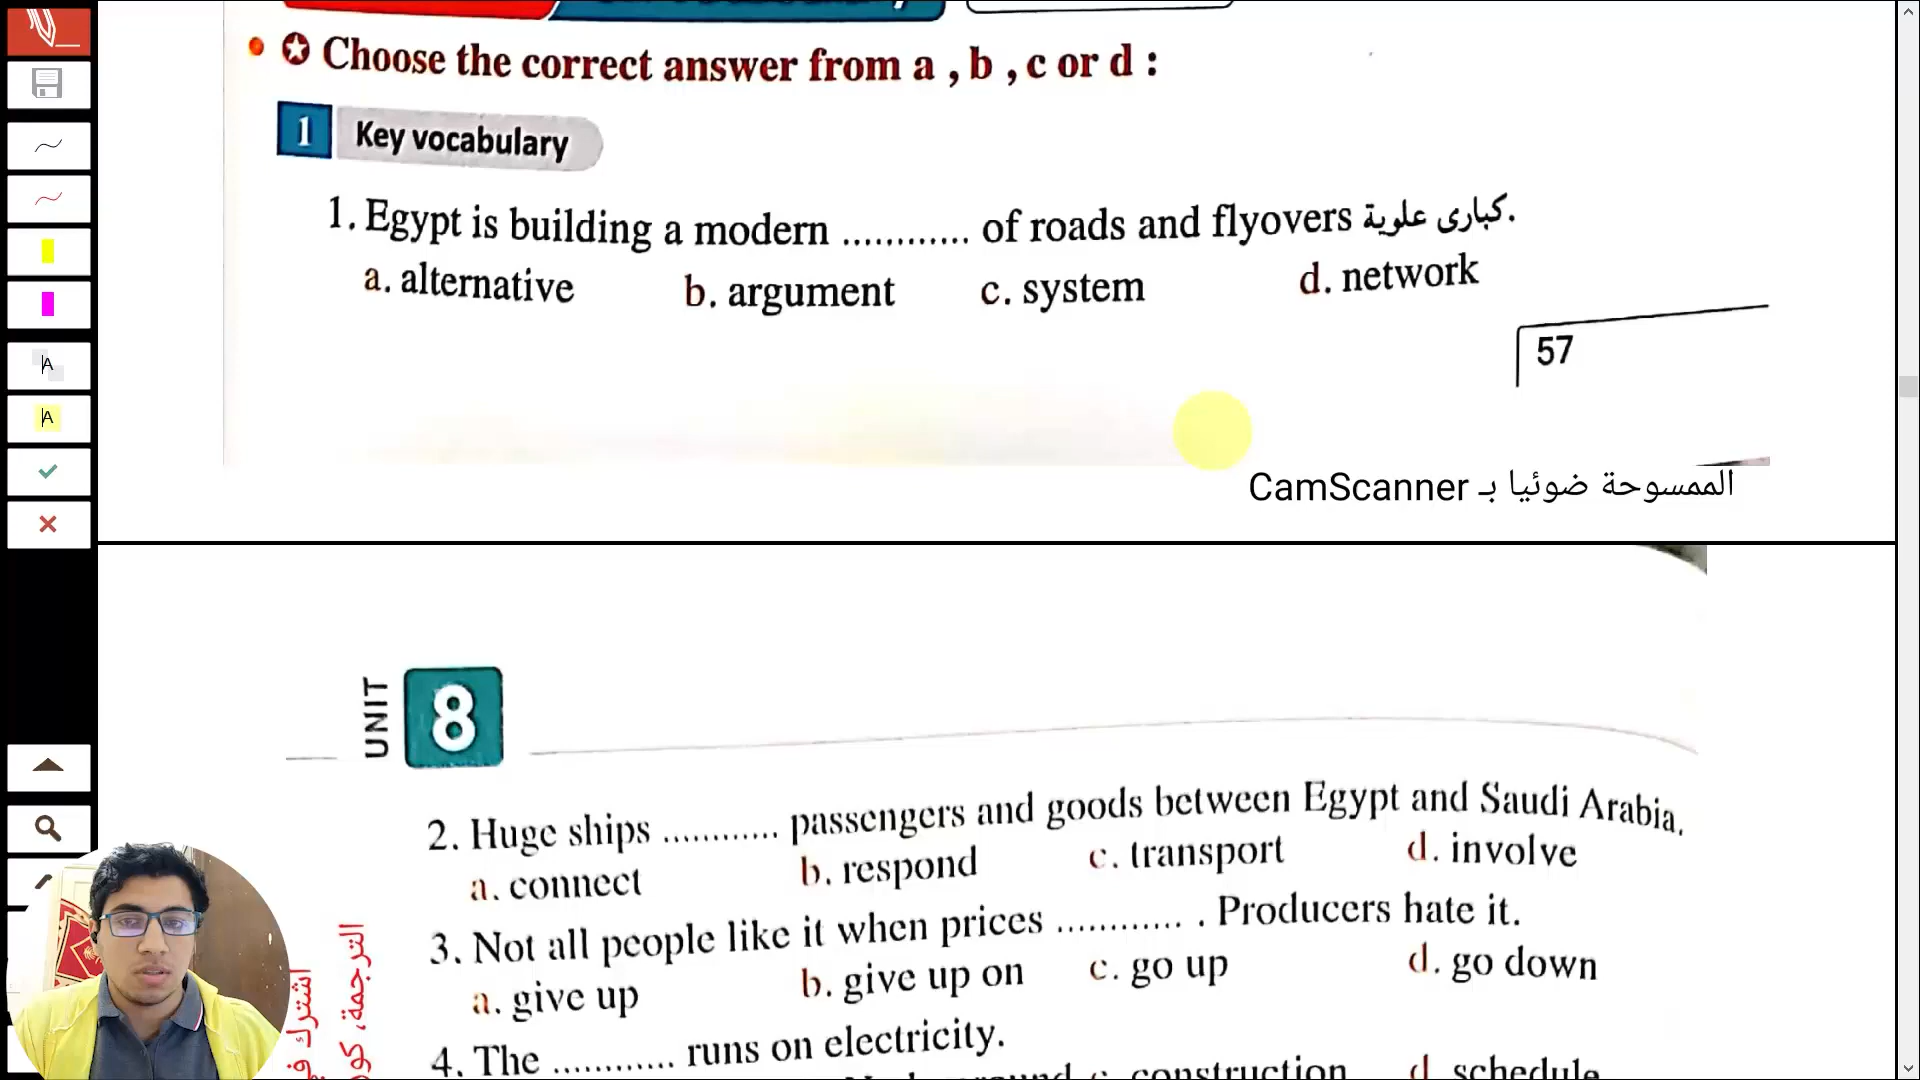 Choose the correct answer from a , b , c or d :
1 Key vocabulary
1. Egypt is building a modern ............ of roads and flyovers كبارى علوية.
a. alternative b. argument c. system d. network
57
الممسوحة ضوئيا بـ CamScanner
UNIT 8
2. Huge ships ............ passengers and goods between Egypt and Saudi Arabia.
a. connect b. respond c. transport d. involve
3. Not all people like it when prices ............. . Producers hate it.
a. give up b. give up on c. go up d. go down
4. The ............ runs on electricity.
c. construction d. schedule
اشترك
الترجمة،
A
A